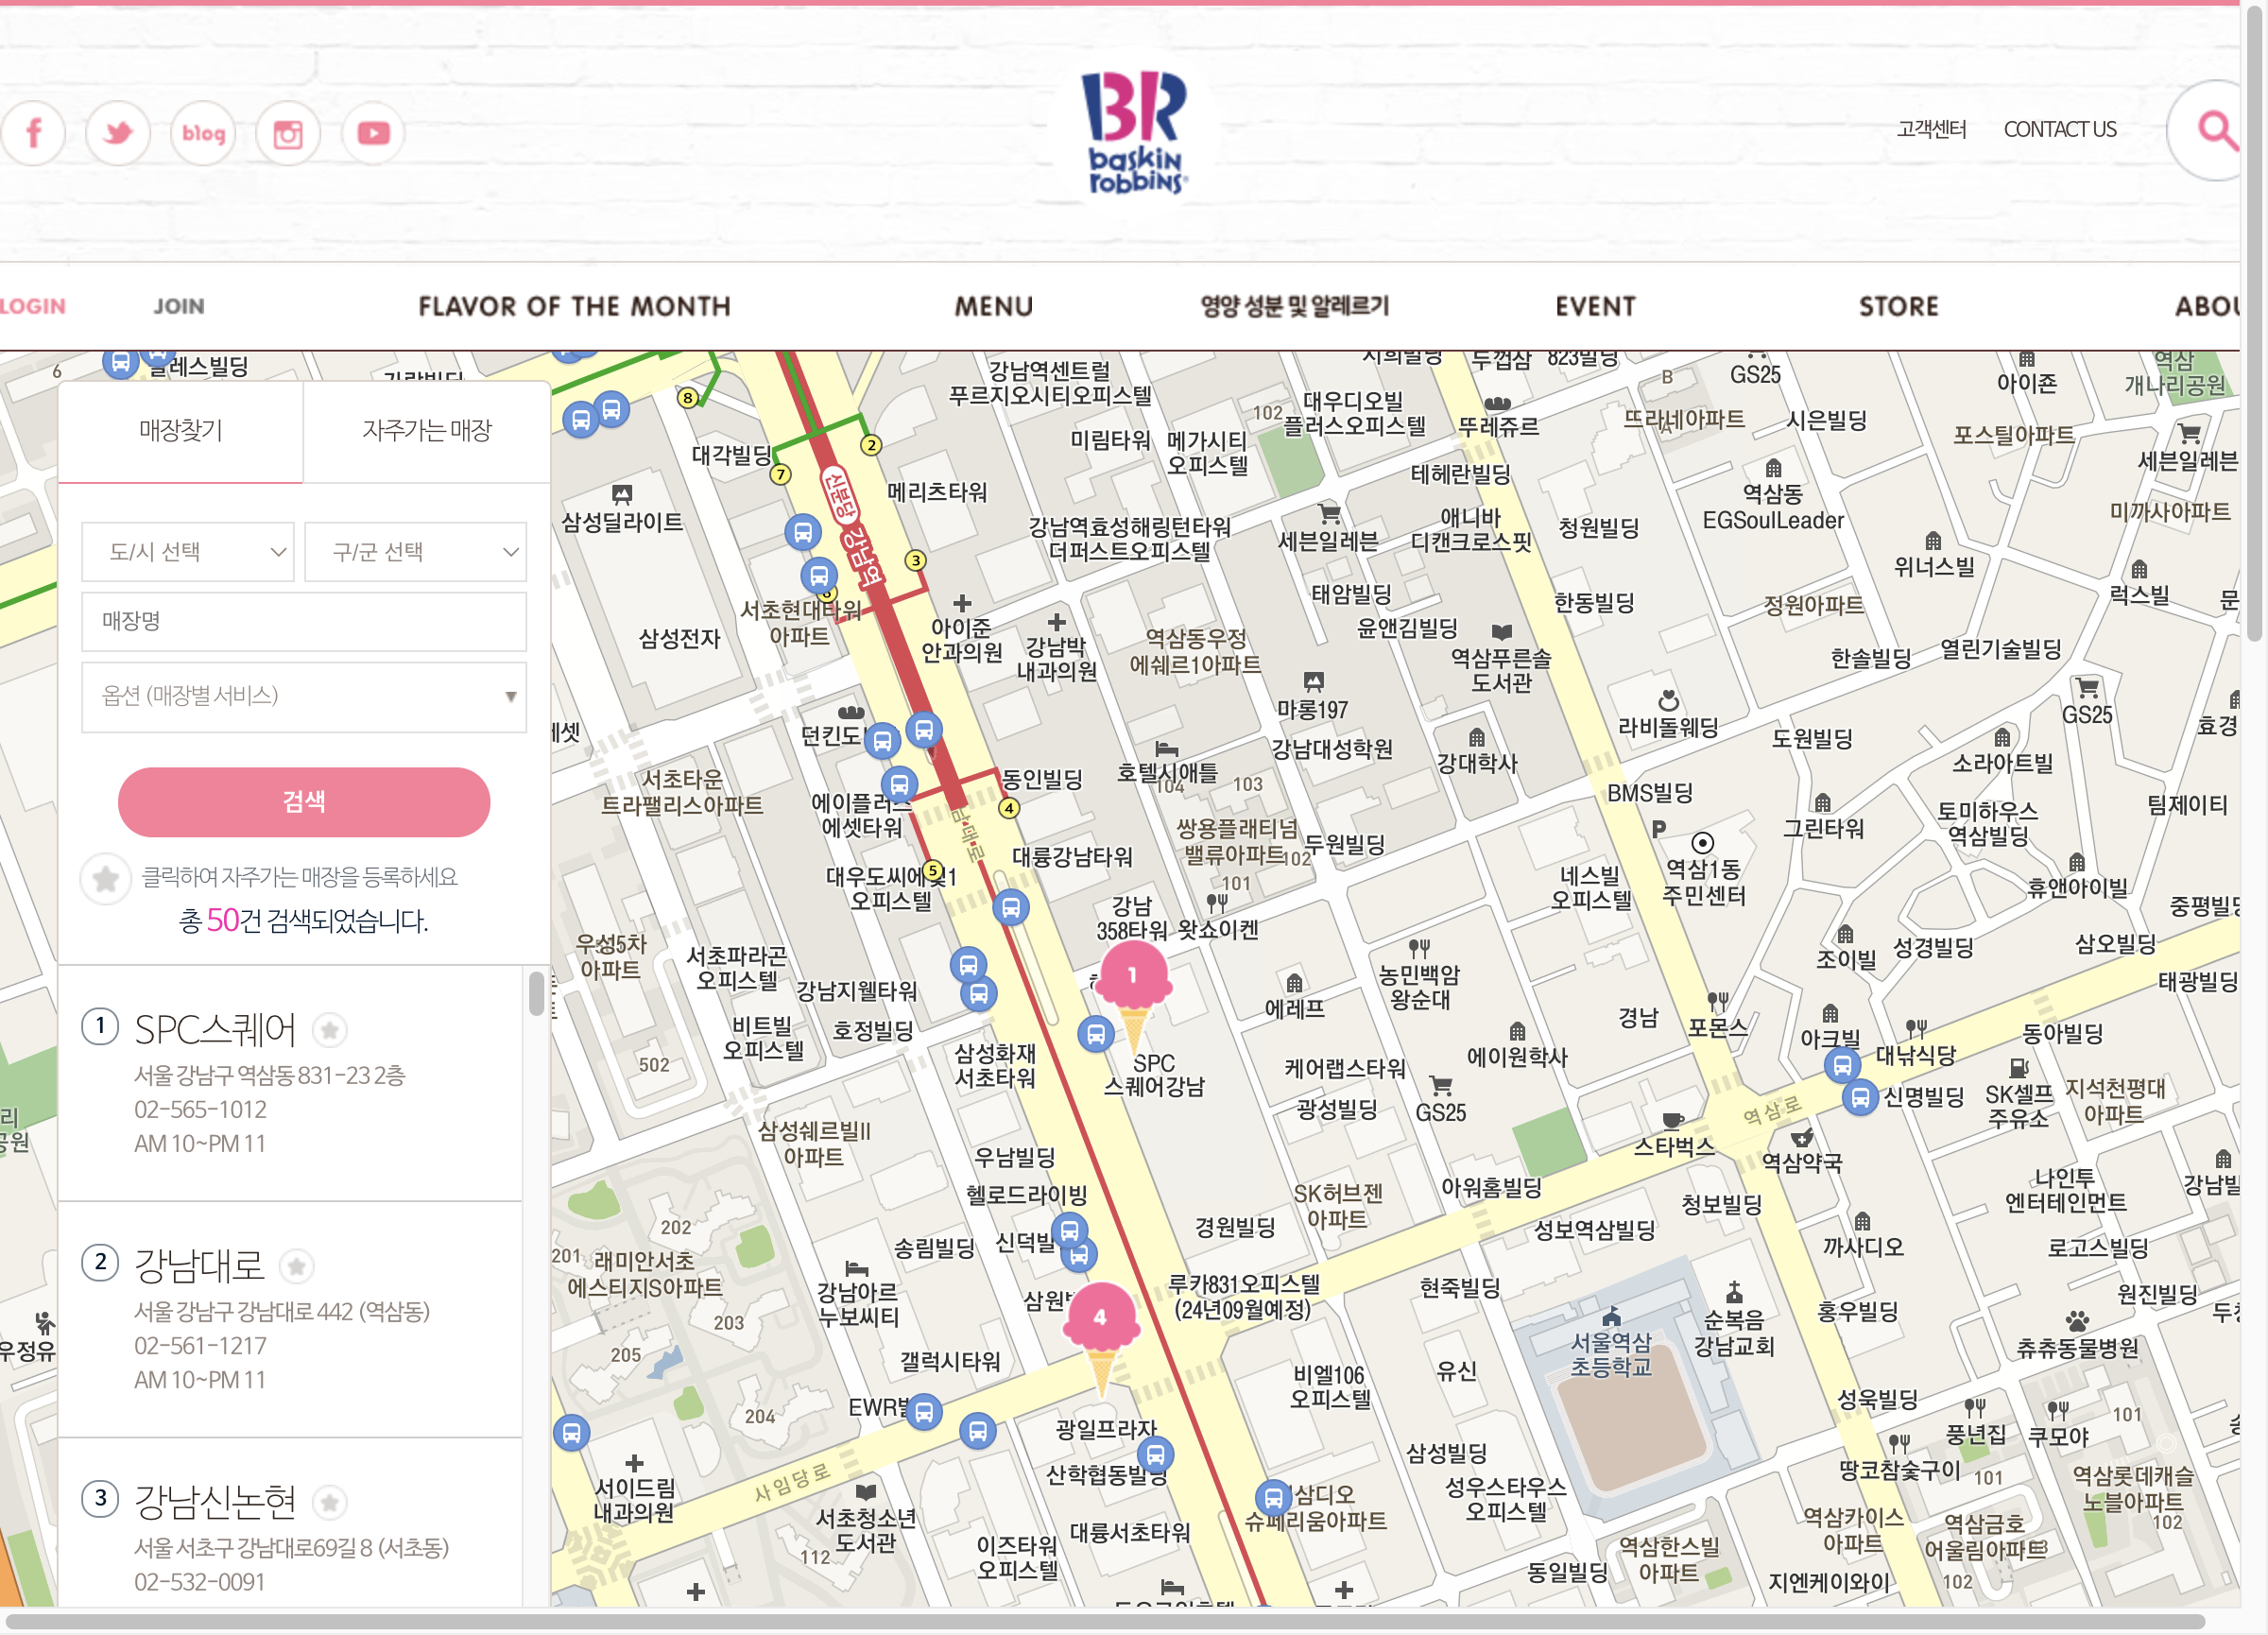 blog
BR
baskin
robbins
고객센터
CONTACT US
LOGIN
JOIN
FLAVOR OF THE MONTH
MENU
영양 성분 및 알레르기
EVENT
STORE
매장찾기
자주가는 매장
도/시 선택
구/군 선택
매장명
옵션 (매장별 서비스)
▼
검색
클릭하여 자주가는 매장을 등록하세요
총 50건 검색되었습니다.
1 SPC스퀘어
서울 강남구 역삼동 831-23 2층
02-565-1012
AM 10~PM 11
2 강남대로
서울 강남구 강남대로 442 (역삼동)
02-561-1217
AM 10~PM 11
3 강남신논현
서울 서초구 강남대로69길 8 (서초동)
02-532-0091
6
8
대각빌딩
7
2
삼성딜라이트
신분당
강남역
메리츠타워
3
서초현대타워
아파트
삼성전자
강남역센트럴
푸르지오시티오피스텔
미림타워
메가시티
오피스텔
102
대우디오빌
플러스오피스텔
뚜레쥬르
823빌딩
GS25
B
뜨라네아파트
시은빌딩
아이죤
역삼
개나리공원
포스틸아파트
세븐일레븐
미까사아파트
테헤란빌딩
역삼동
EGSoulLeader
강남역효성해링턴타워
더퍼스트오피스텔
세븐일레븐
애니바
디캔크로스핏
청원빌딩
위너스빌
럭스빌
아이준
안과의원
강남박
내과의원
역삼동우정
에쉐르1아파트
태암빌딩
윤앤김빌딩
한동빌딩
정원아파트
역삼푸른솔
도서관
한솔빌딩
열린기술빌딩
마롱197
라비돌웨딩
GS25
서초타운
트라팰리스아파트
에셋타워
동인빌딩
4
호텔시애틀
104
103
강남대성학원
강대학사
도원빌딩
소라아트빌
BMS빌딩
토미하우스
역삼빌딩
팀제이티
쌍용플래티넘
밸류아파트
102
101
두원빌딩
P
그린타워
역삼1동
주민센터
대륭강남타워
5
오피스텔
네스빌
오피스텔
휴앤아이빌
강남
358타워
왓쇼이켄
우성5차
아파트
서초파라곤
오피스텔
강남지웰타워
1
농민백암
왕순대
조이빌
성경빌딩
삼오빌딩
태광빌딩
비트빌
오피스텔
호정빌딩
에레프
경남
포몬스
아크빌
대낚식당
동아빌딩
502
삼성화재
서초타워
SPC
스퀘어강남
케어랩스타워
에이원학사
신명빌딩
SK셀프
주유소
지석천평대
아파트
광성빌딩
GS25
역삼로
스타벅스
역삼약국
삼성쉐르빌II
아파트
우남빌딩
헬로드라이빙
SK허브젠
아파트
아워홈빌딩
청보빌딩
나인투
엔터테인먼트
202
201
래미안서초
에스티지S아파트
송림빌딩
경원빌딩
성보역삼빌딩
까사디오
로고스빌딩
강남아르
누보씨티
루카831오피스텔
(24년09월예정)
현죽빌딩
원진빌딩
203
205
4
서울역삼
초등학교
순복음
강남교회
홍우빌딩
츄츄동물병원
갤럭시타워
비엘106
오피스텔
유신
204
광일프라자
성욱빌딩
풍년집
쿠모야
101
사임당로
산학협동빌딩
삼성빌딩
땅코참숯구이
101
역삼롯데캐슬
노블아파트
102
서이드림
내과의원
서초청소년
도서관
성우스타우스
오피스텔
슈페리움아파트
역삼카이스
아파트
역삼금호
어울림아파트
112
이즈타워
오피스텔
대륭서초타워
동일빌딩
역삼한스빌
아파트
지엔케이와이
102